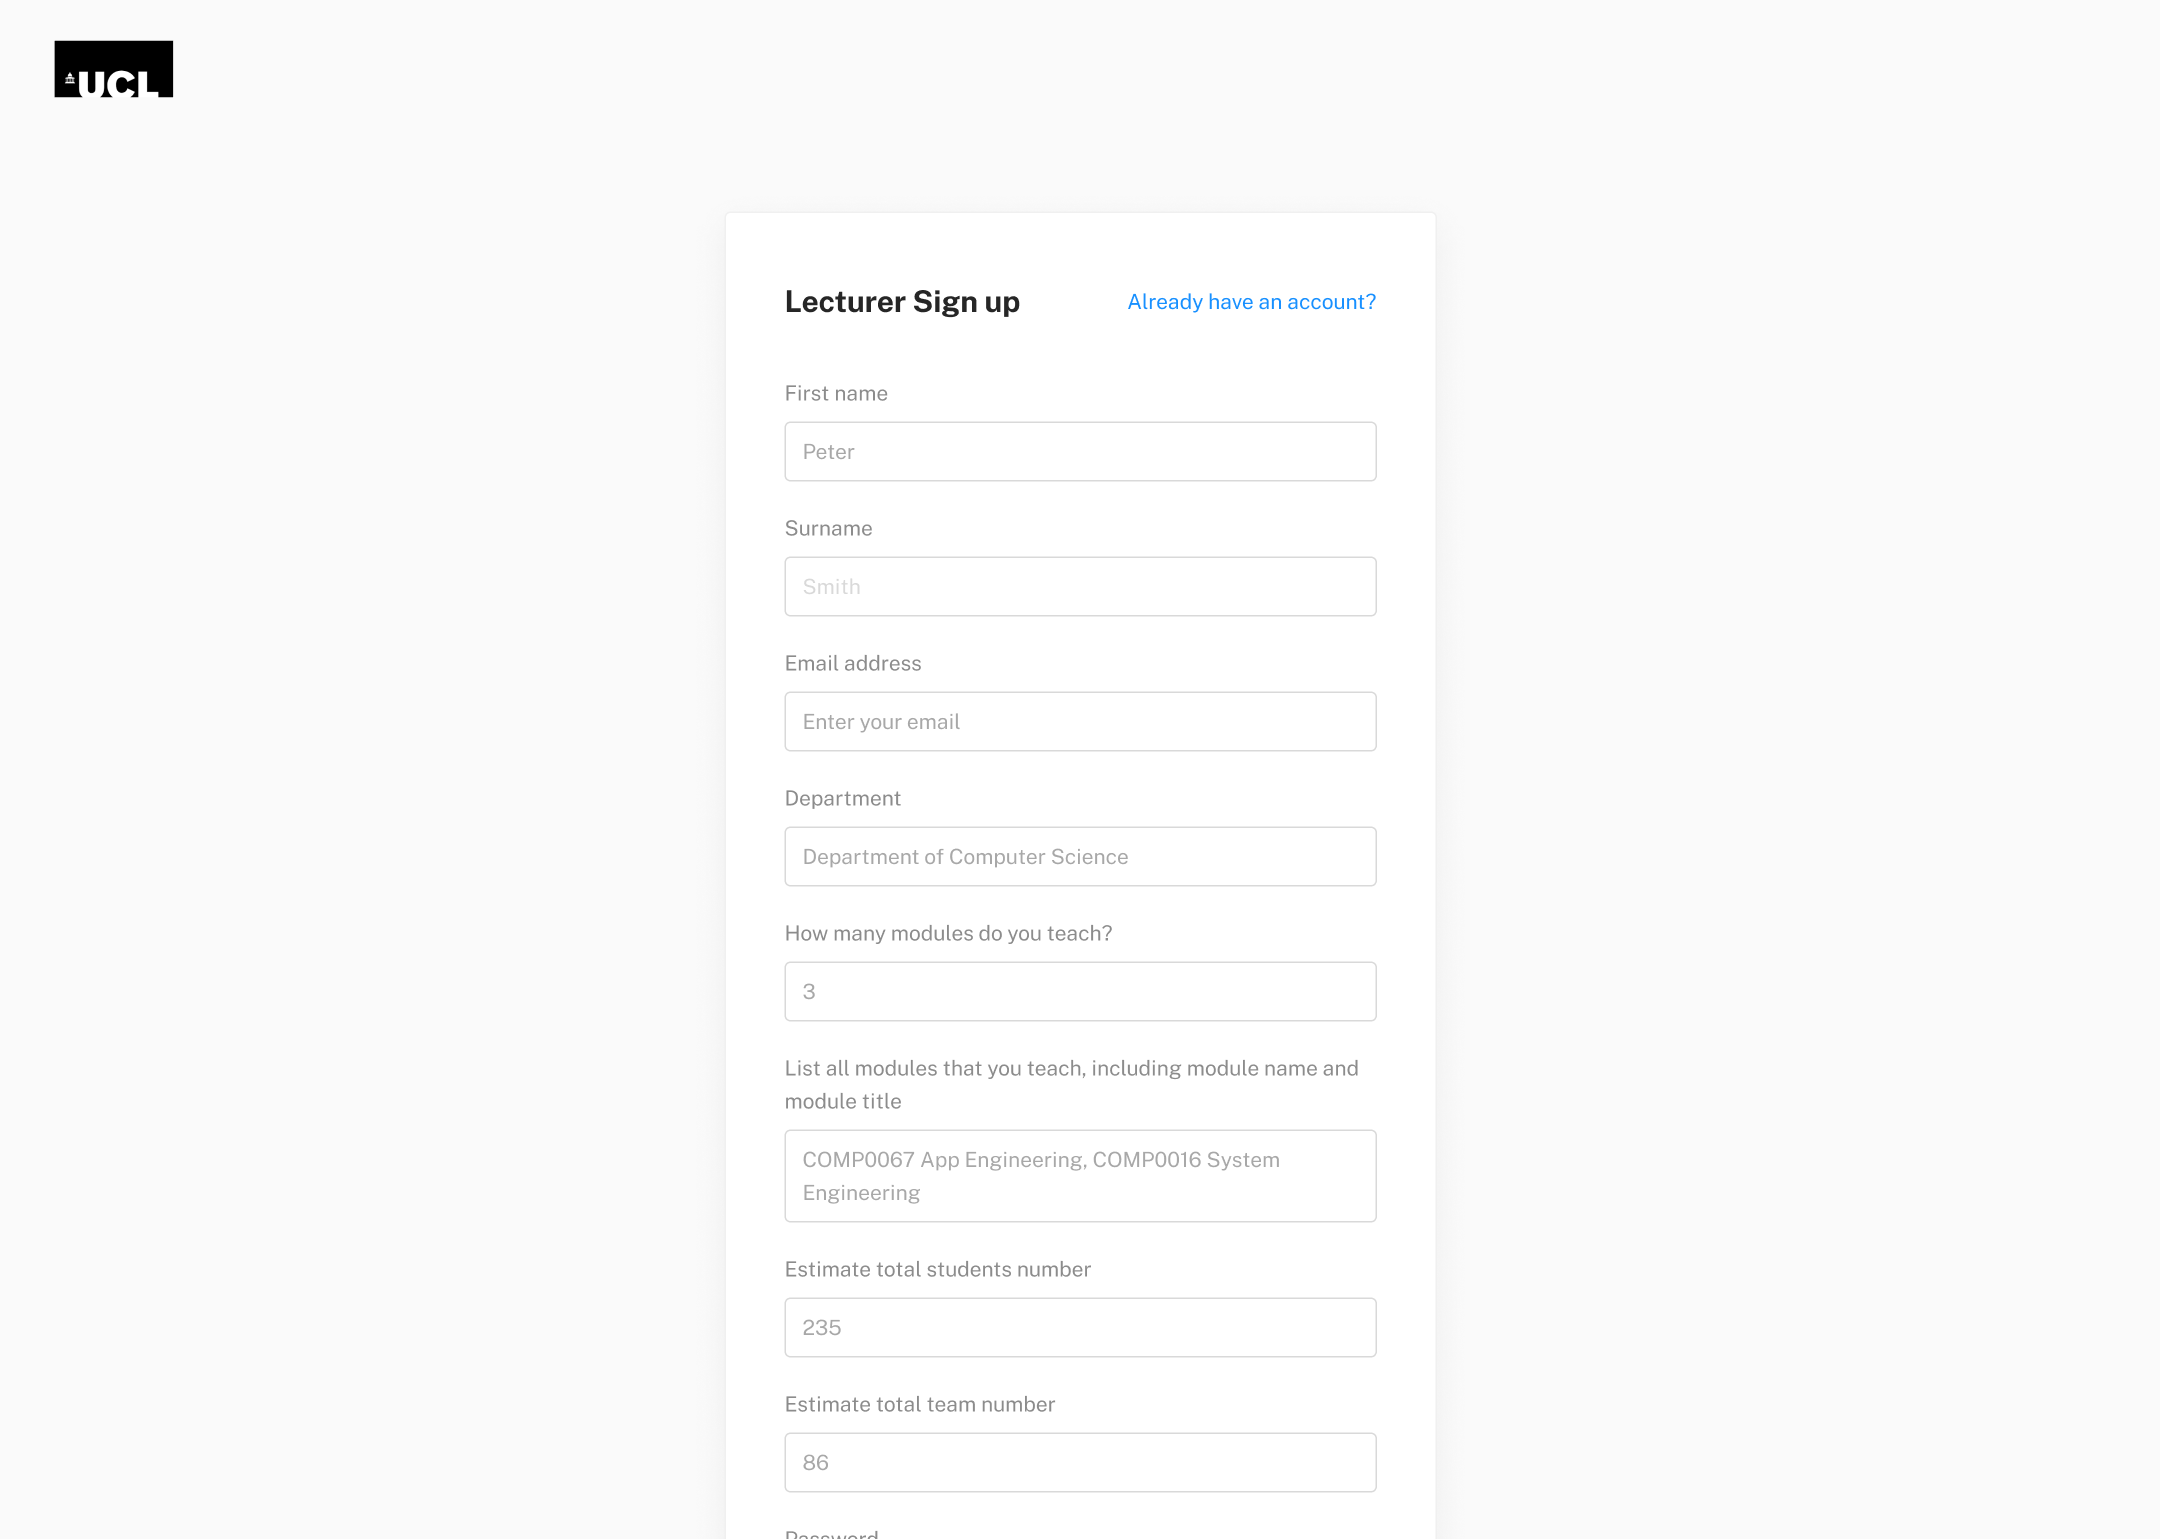 UCL
Lecturer Sign up
Already have an account?
First name
Peter
Surname
Smith
Email address
Enter your email
Department
Department of Computer Science
How many modules do you teach?
3
List all modules that you teach, including module name and
module title
COMP0067 App Engineering, COMP0016 System
Engineering
Estimate total students number
235
Estimate total team number
86
Password